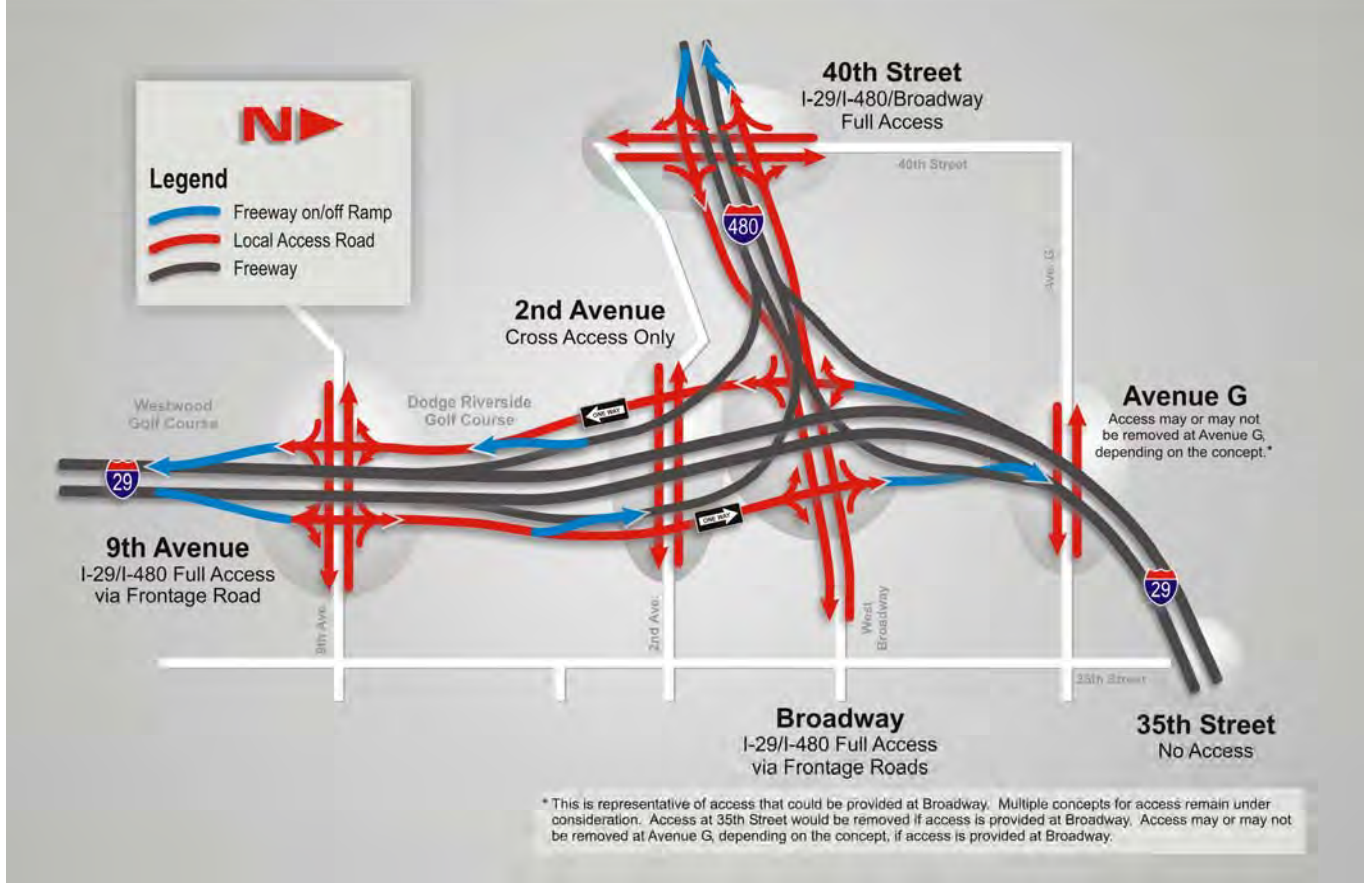 N
Legend
Freeway on/off Ramp
Local Access Road
Freeway
40th Street
I-29/I-480/Broadway
Full Access
40th Street
480
Ave. G
2nd Avenue
Cross Access Only
Westwood
Golf Course
Dodge Riverside
Golf Course
ONE WAY
Avenue G
Access may or may not
be removed at Avenue G,
depending on the concept.*
29
ONE WAY
9th Avenue
I-29/I-480 Full Access
via Frontage Road
29
9th Ave.
2nd Ave.
West
Broadway
35th Street
Broadway
I-29/I-480 Full Access
via Frontage Roads
35th Street
No Access
* This is representative of access that could be provided at Broadway. Multiple concepts for access remain under
consideration. Access at 35th Street would be removed if access is provided at Broadway. Access may or may not
be removed at Avenue G, depending on the concept, if access is provided at Broadway.